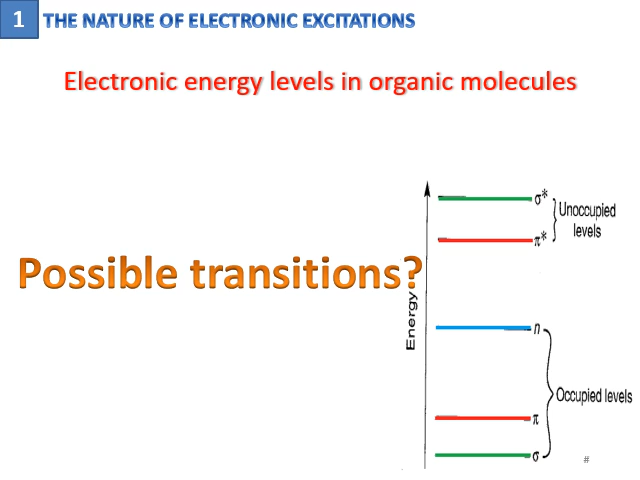 1 THE NATURE OF ELECTRONIC EXCITATIONS
Electronic energy levels in organic molecules
Possible transitions?
Energy
σ*
π*
Unoccupied
levels
n
π
σ
Occupied levels
#